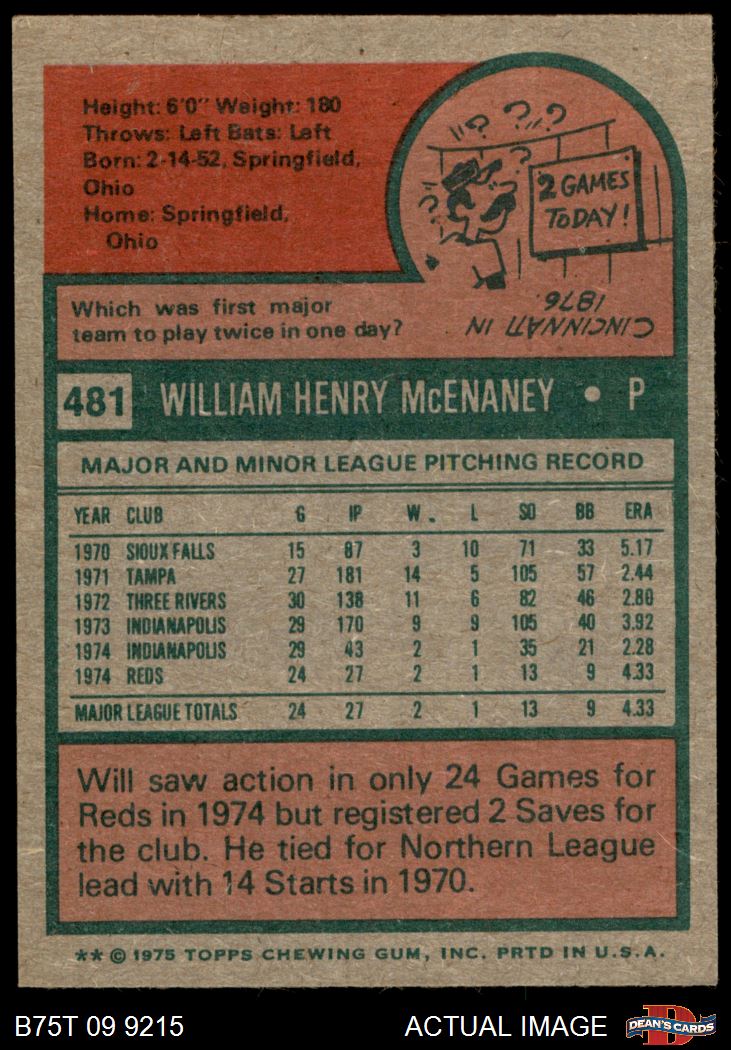 Height: 6'0" Weight: 180
Throws: Left Bats: Left
Born: 2-14-52, Springfield,
Ohio
Home: Springfield,
Ohio
? ? ? ?
2 GAMES
TODAY!
Which was first major
team to play twice in one day?
CINCINNATI IN
1876
481 WILLIAM HENRY McENANEY • P
MAJOR AND MINOR LEAGUE PITCHING RECORD
YEAR CLUB G IP W. L SO BB ERA
1970 SIOUX FALLS 15 87 3 10 71 33 5.17
1971 TAMPA 27 181 14 5 105 57 2.44
1972 THREE RIVERS 30 138 11 6 82 46 2.80
1973 INDIANAPOLIS 29 170 9 9 105 40 3.92
1974 INDIANAPOLIS 29 43 2 1 35 21 2.28
1974 REDS 24 27 2 1 13 9 4.33
MAJOR LEAGUE TOTALS 24 27 2 1 13 9 4.33
Will saw action in only 24 Games for
Reds in 1974 but registered 2 Saves for
the club. He tied for Northern League
lead with 14 Starts in 1970.
** © 1975 TOPPS CHEWING GUM, INC. PRTD IN U.S.A.
B75T 09 9215 ACTUAL IMAGE
D
DEAN'S CARDS